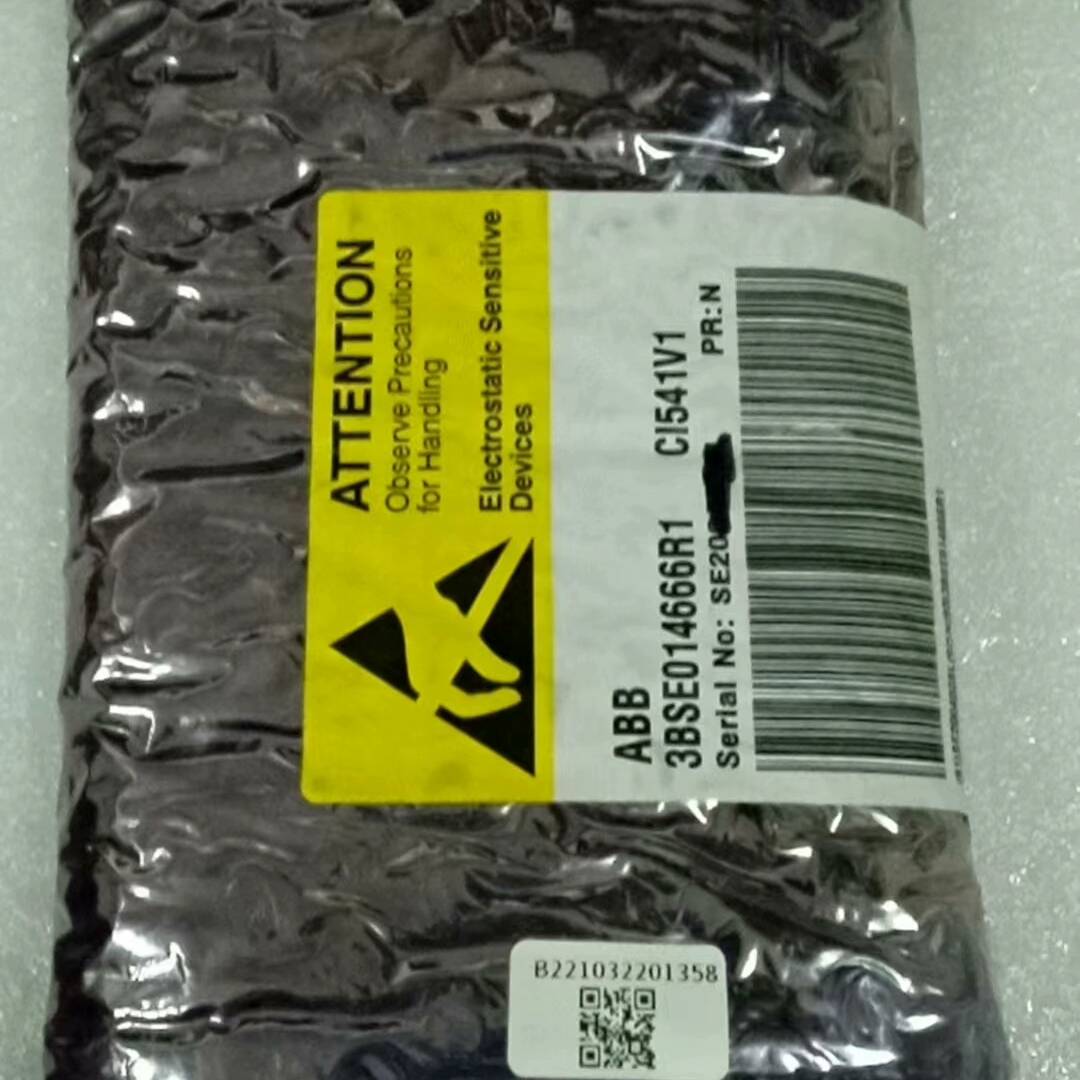 ATTENTION
Observe Precautions
for Handling
Electrostatic Sensitive
Devices
ABB
3BSE014666R1 CI541V1
Serial No: SE20 PR:N
B221032201358